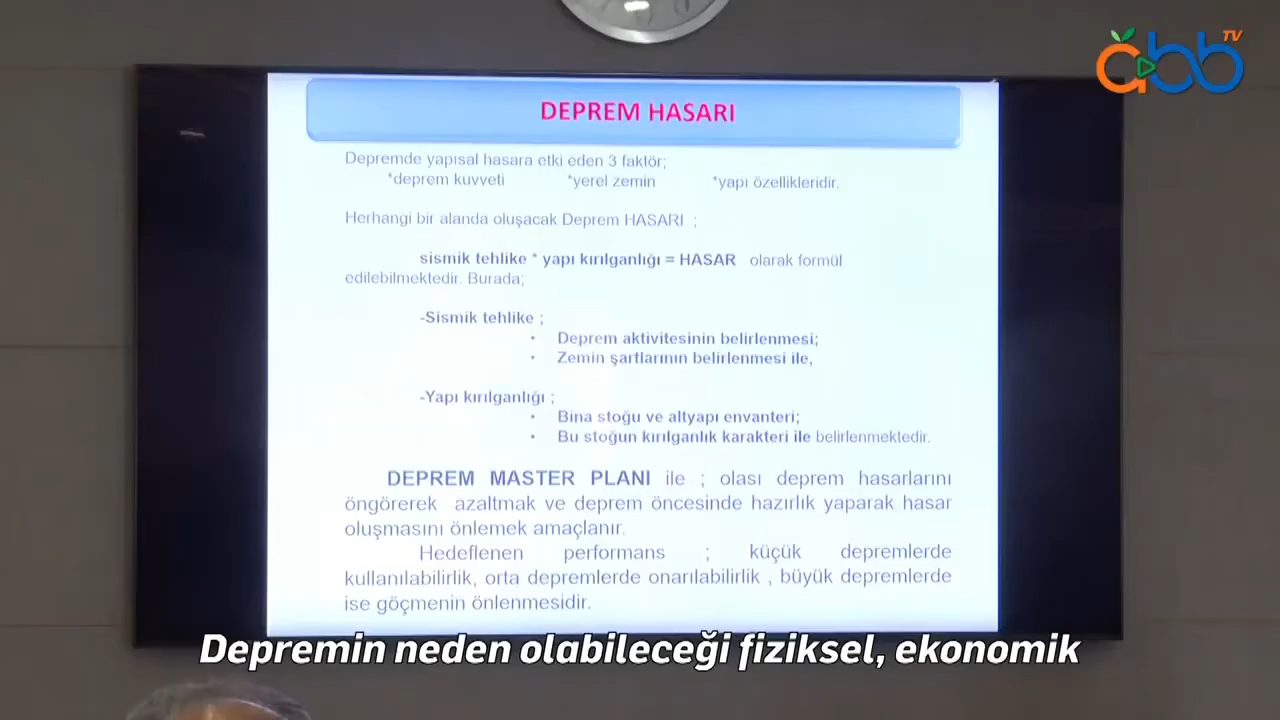 abb TV
DEPREM HASARI
Depremde yapısal hasara etki eden 3 faktör;
*deprem kuvveti *yerel zemin *yapı özellikleridir.
Herhangi bir alanda oluşacak Deprem HASARI ;
sismik tehlike * yapı kırılganlığı = HASAR olarak formül
edilebilmektedir. Burada;
-Sismik tehlike ;
• Deprem aktivitesinin belirlenmesi;
• Zemin şartlarının belirlenmesi ile,
-Yapı kırılganlığı ;
• Bina stoğu ve altyapı envanteri;
• Bu stoğun kırılganlık karakteri ile belirlenmektedir.
DEPREM MASTER PLANI ile ; olası deprem hasarlarını
öngörerek azaltmak ve deprem öncesinde hazırlık yaparak hasar
oluşmasını önlemek amaçlanır.
Hedeflenen performans ; küçük depremlerde
kullanılabilirlik, orta depremlerde onarılabilirlik , büyük depremlerde
ise göçmenin önlenmesidir.
Depremin neden olabileceği fiziksel, ekonomik